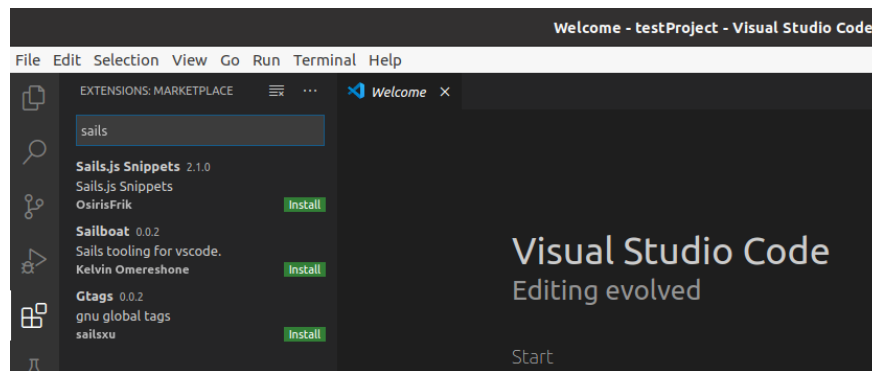 Welcome - testProject - Visual Studio Code
File Edit Selection View Go Run Terminal Help
EXTENSIONS: MARKETPLACE
Welcome
sails
Sails.js Snippets 2.1.0
Sails.js Snippets
OsirisFrik Install
Sailboat 0.0.2
Sails tooling for vscode.
Kelvin Omereshone Install
Gtags 0.0.2
gnu global tags
sailsxu Install
Visual Studio Code
Editing evolved
Start